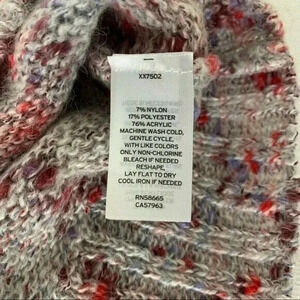 XX7502
7% NYLON
17% POLYESTER
76% ACRYLIC
MACHINE WASH COLD,
GENTLE CYCLE,
WITH LIKE COLORS
ONLY NON-CHLORINE
BLEACH IF NEEDED
RESHAPE,
LAY FLAT TO DRY
COOL IRON IF NEEDED
RN58665
CA57963